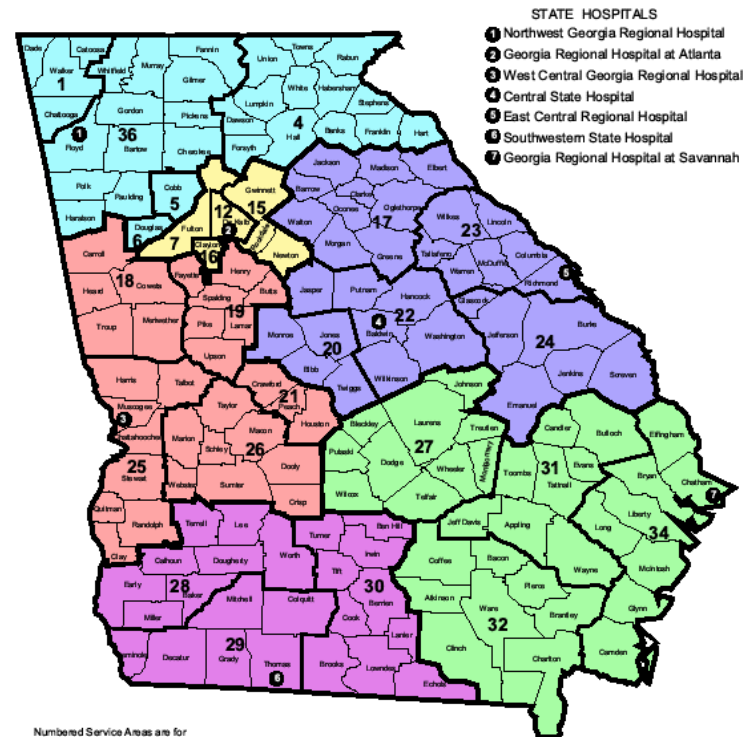 STATE HOSPITALS
1 Northwest Georgia Regional Hospital
2 Georgia Regional Hospital at Atlanta
3 West Central Georgia Regional Hospital
4 Central State Hospital
5 East Central Regional Hospital
6 Southwestern State Hospital
7 Georgia Regional Hospital at Savannah
Dade Catoosa Fannin Towns Rabun
Walker Whitfield Murray Union
1 Gilmer White Habersham
Chattooga Gordon Pickens Lumpkin Stephens
1 36 Dawson 4 Banks Franklin Hart
Floyd Bartow Cherokee Forsyth Hall
Polk Paulding Cobb Jackson Madison Elbert
Haralson 5 Gwinnett Barrow Clarke
Douglas 12 15 Oconee Oglethorpe Wilkes Lincoln
6 Fulton De Kalb 2 Walton 17 23
7 Clayton Rockdale Morgan Greene Taliaferro McDuffie Columbia
Carroll 16 Newton Warren Richmond 5
18 Fayette Henry Jasper Putnam Hancock Glascock
Heard Coweta Spalding Butts 22 Burke
Troup Meriwether 19 4 Baldwin Washington Jefferson 24
Pike Lamar Monroe Jones
Upson 20 Jenkins Screven
Harris Talbot Bibb Wilkinson Emanuel
Crawford Twiggs Johnson
Muscogee Taylor 21 Peach
3 Macon Houston Bleckley Laurens Treutlen Candler Bulloch Effingham
Chattahoochee Marion Schley 26 Pulaski 27
25 Dooly Dodge Wheeler Montgomery 31 Evans Bryan Chatham
Stewart Webster Sumter Toombs Tattnall 7
Quitman Crisp Wilcox Telfair Liberty
Randolph Terrell Lee Ben Hill Jeff Davis Appling Long 34
Clay Turner Irwin Coffee Bacon Wayne McIntosh
Calhoun Dougherty Worth Tift 30
Early 28 Baker Mitchell Colquitt Berrien Atkinson Ware Pierce Glynn
Miller Cook Lanier 32 Brantley
29 Clinch Camden
Decatur Grady Thomas Brooks Lowndes Charlton
6 Echols
Numbered Service Areas are for